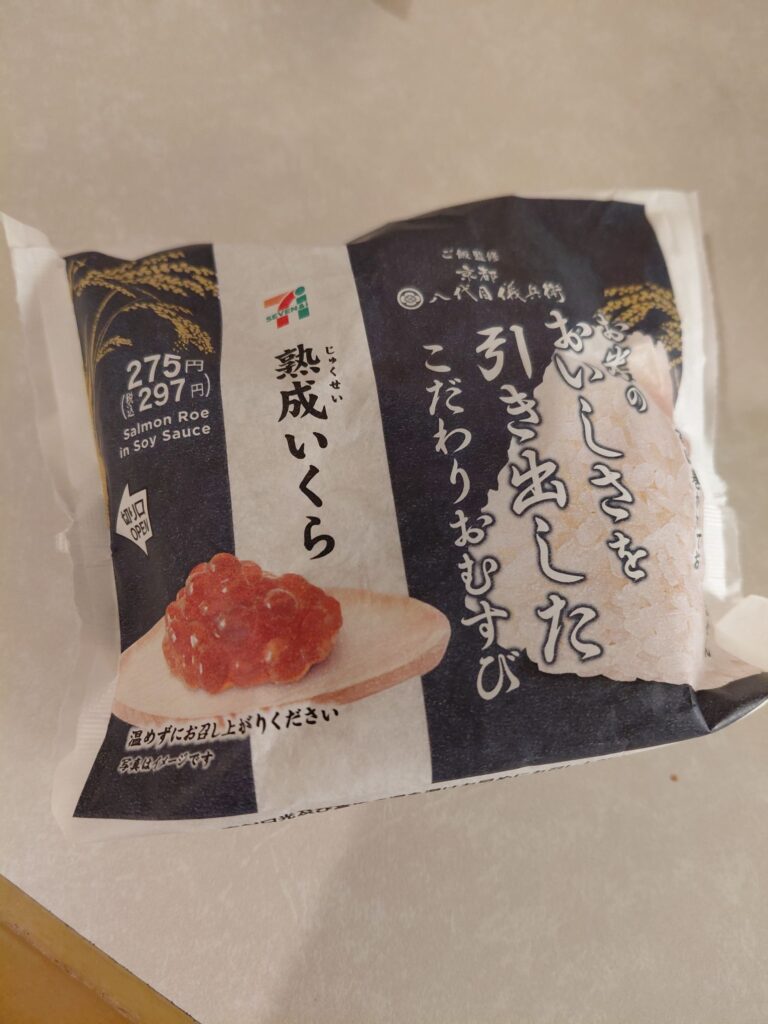 ご飯監修
京都
八代目儀兵衛
お米の
おいしさを
引き出した
こだわりおむすび
SEVEN
じゅくせい
熟成いくら
275円
(税込297円)
Salmon Roe
in Soy Sauce
OPEN
温めずにお召し上がりください
写真はイメージです